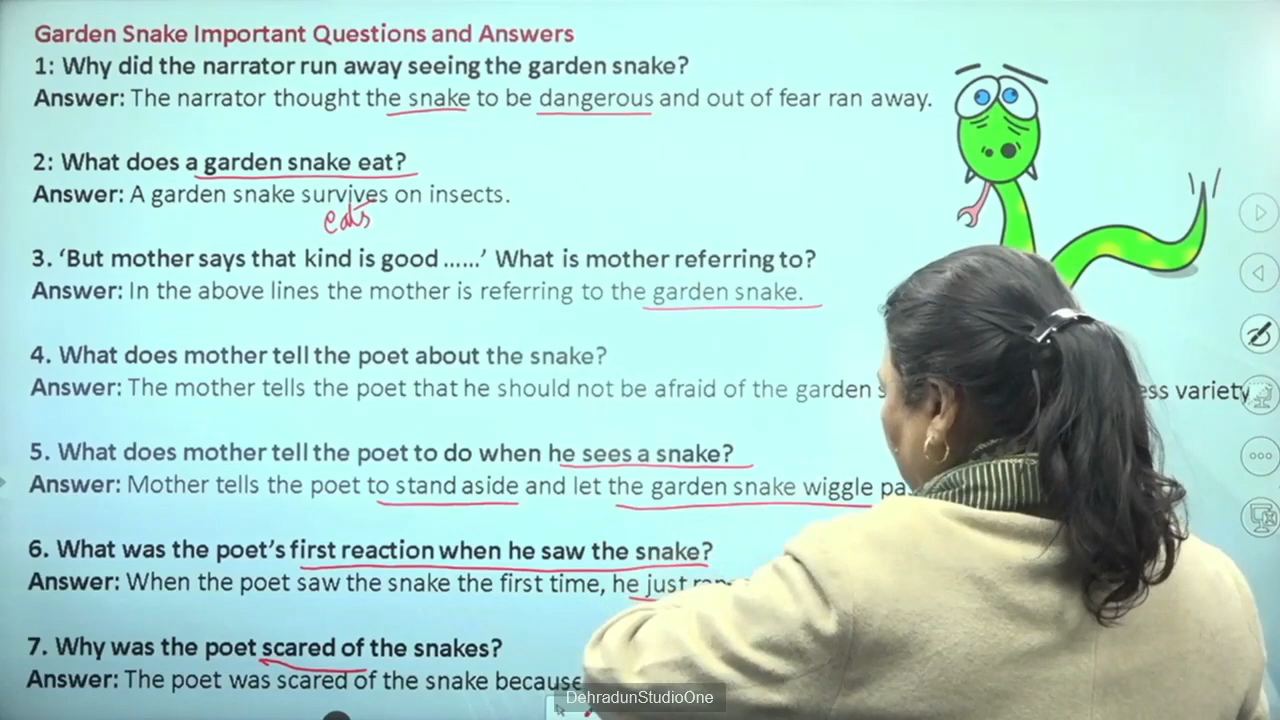 Garden Snake Important Questions and Answers
1: Why did the narrator run away seeing the garden snake?
Answer: The narrator thought the snake to be dangerous and out of fear ran away.
2: What does a garden snake eat?
Answer: A garden snake survives on insects.
eats
3. ‘But mother says that kind is good ......’ What is mother referring to?
Answer: In the above lines the mother is referring to the garden snake.
4. What does mother tell the poet about the snake?
Answer: The mother tells the poet that he should not be afraid of the garden variety
5. What does mother tell the poet to do when he sees a snake?
Answer: Mother tells the poet to stand aside and let the garden snake wiggle
6. What was the poet’s first reaction when he saw the snake?
Answer: When the poet saw the snake the first time, he just
7. Why was the poet scared of the snakes?
Answer: The poet was scared of the snake because
DehradunStudioOne